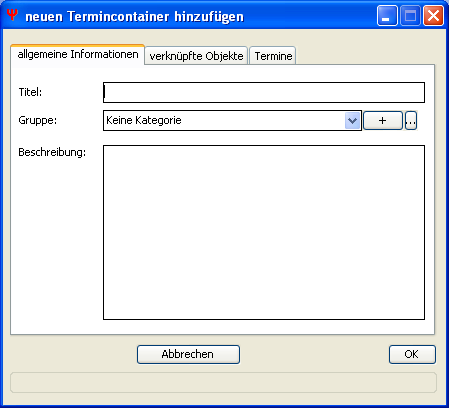 neuen Termincontainer hinzufügen
allgemeine Informationen verknüpfte Objekte Termine
Titel:
Gruppe: Keine Kategorie + ...
Beschreibung:
Abbrechen OK